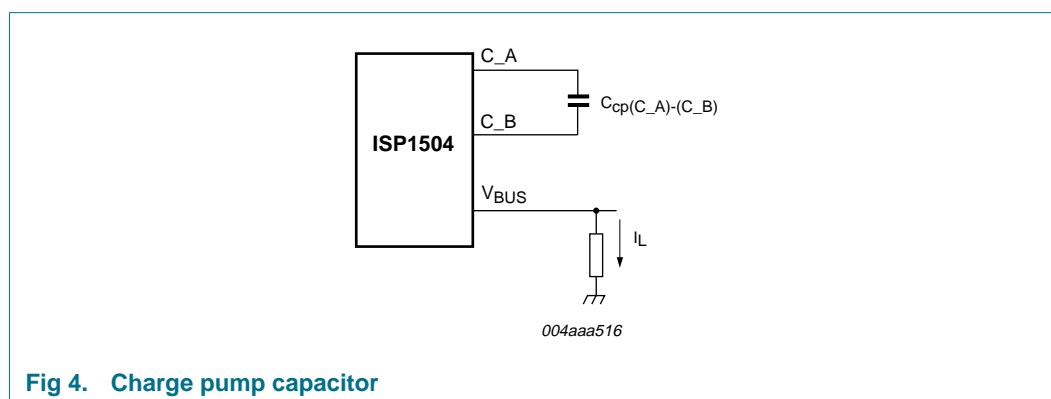 C_A
Ccp(C_A)-(C_B)
C_B
ISP1504
VBUS
IL
004aaa516
Fig 4. Charge pump capacitor